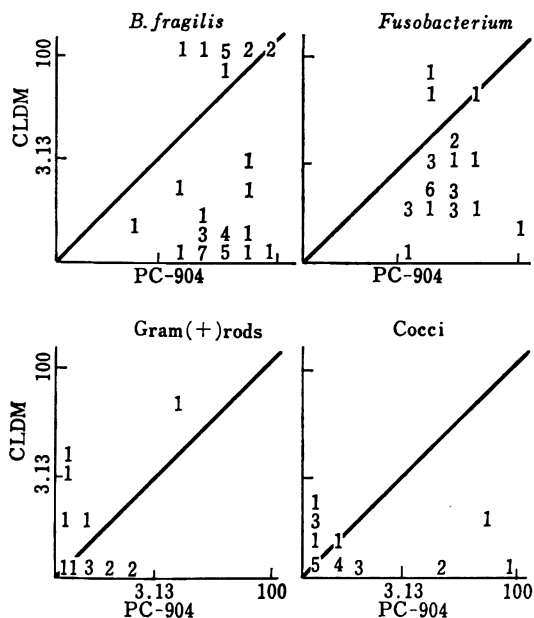 B. fragilis
Fusobacterium
100
1 1 5 2 2
1
CLDM
3.13
1
1 1
1
1
3 4 1
1 7 5 1 1
PC-904
1
1 1
2
3 1 1
6 3
3 1 3 1
1
1
PC-904
Gram(+)rods
Cocci
100
CLDM
3.13
1
1
1
1 1
11 3 2 2
3.13 100
PC-904
1
3
1 1
1
5 4 3 2 1
3.13 100
PC-904